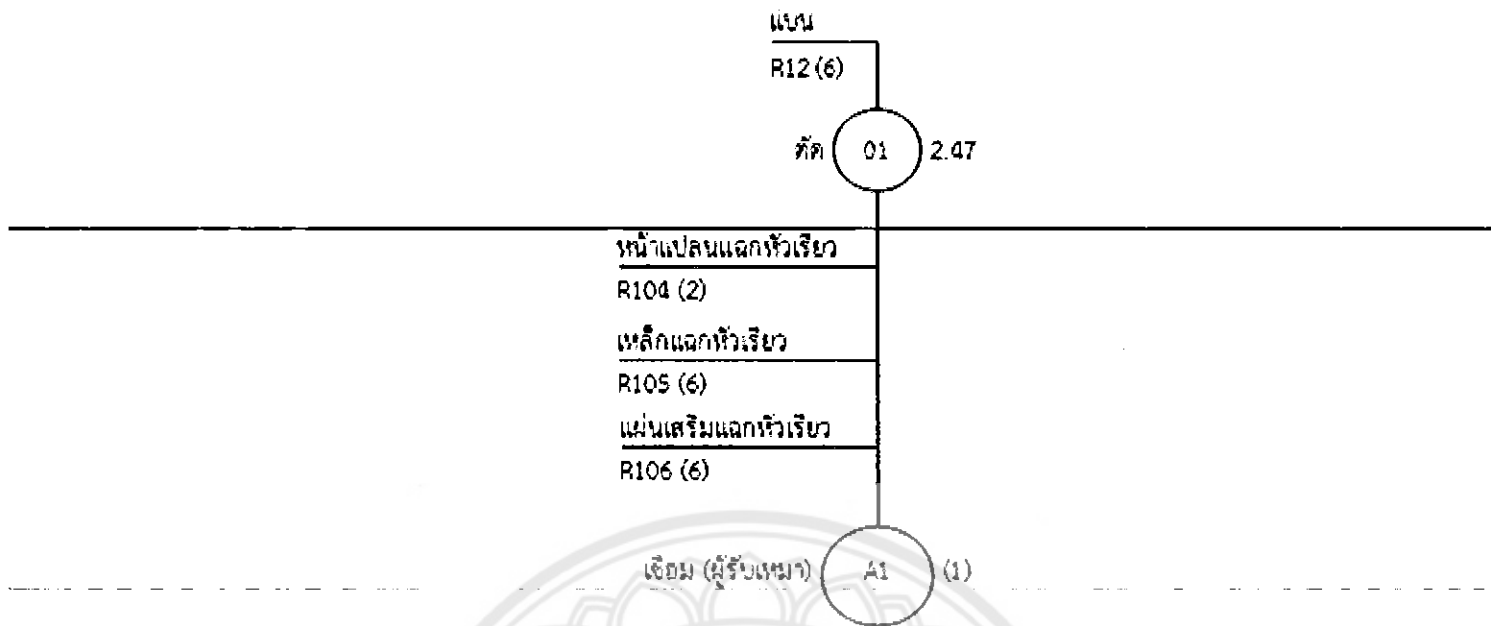 แบน
R12 (6)
ตัด 01 2.47
หน้าแปลนแฉกหัวเรียว
R104 (2)
เหล็กแฉกหัวเรียว
R105 (6)
แผ่นเสริมแฉกหัวเรียว
R106 (6)
เชื่อม (ผู้รับเหมา) A1 (1)